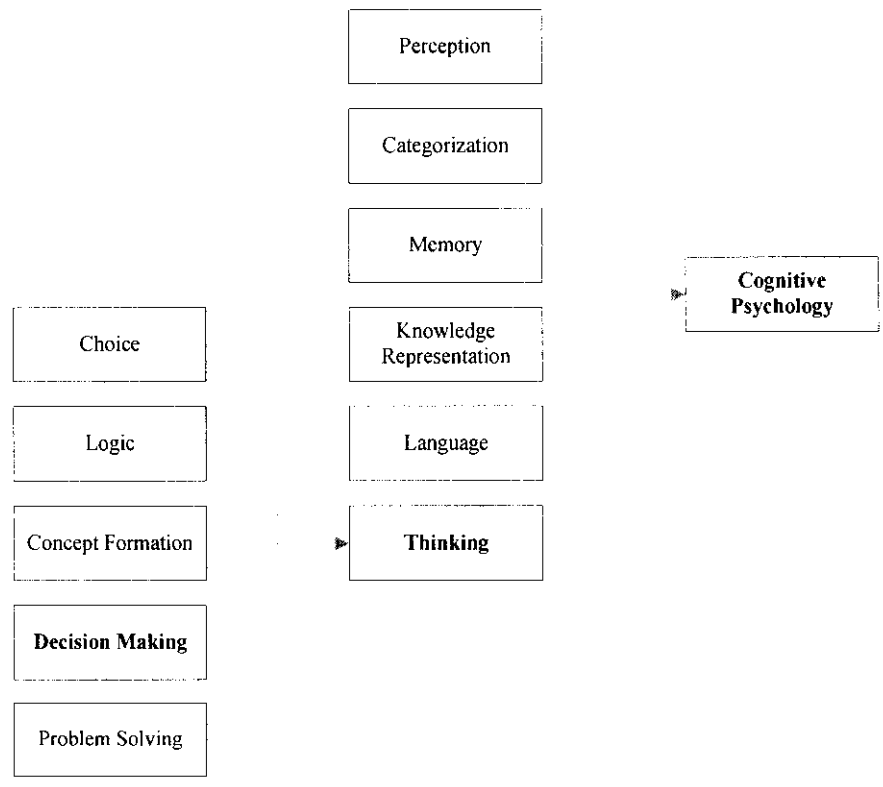 Perception
Categorization
Memory
Cognitive
Psychology
Choice
Knowledge
Representation
Logic
Language
Concept Formation
Thinking
Decision Making
Problem Solving